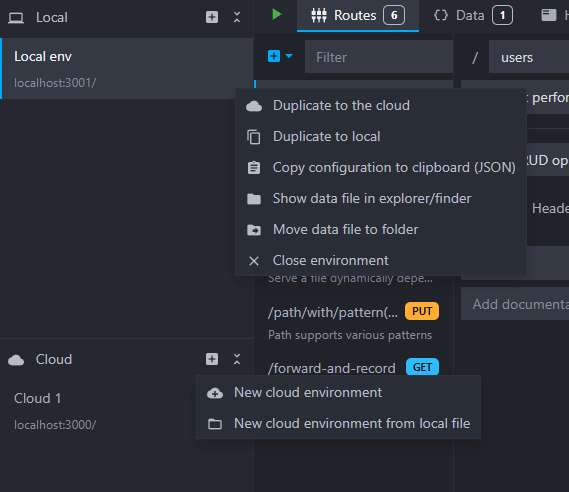 Local
Routes 6
Data 1
H
Local env
localhost:3001/
Filter
/ users
Duplicate to the cloud
Duplicate to local
Copy configuration to clipboard (JSON)
Show data file in explorer/finder
Move data file to folder
Close environment
t perfor
RUD op
Heade
Serve a file dynamically depe...
/path/with/pattern(... PUT
Path supports various patterns
Add documenta
/forward-and-record GET
Cloud
Cloud 1
localhost:3000/
New cloud environment
New cloud environment from local file